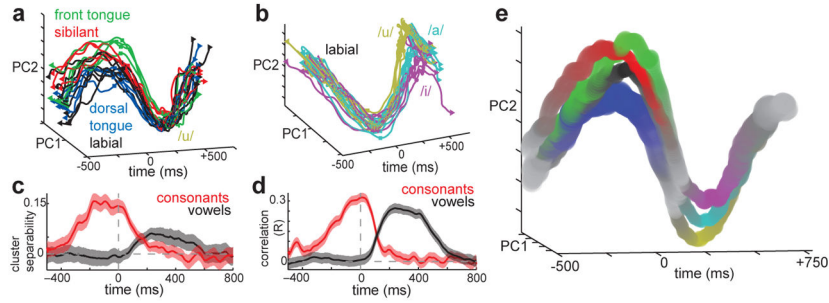 a
front tongue
sibilant
PC2
dorsal
tongue
labial
/u/
PC1
-500
0
+500
time (ms)
b
/u/
/a/
labial
PC2
/i/
PC1
-500
0
+500
time (ms)
c
consonants
vowels
0.15
0
cluster
separability
-400
0
400
800
time (ms)
d
consonants
vowels
0.3
0
correlation
(R)
-400
0
400
800
time (ms)
e
PC2
PC1
-500
0
+750
time (ms)